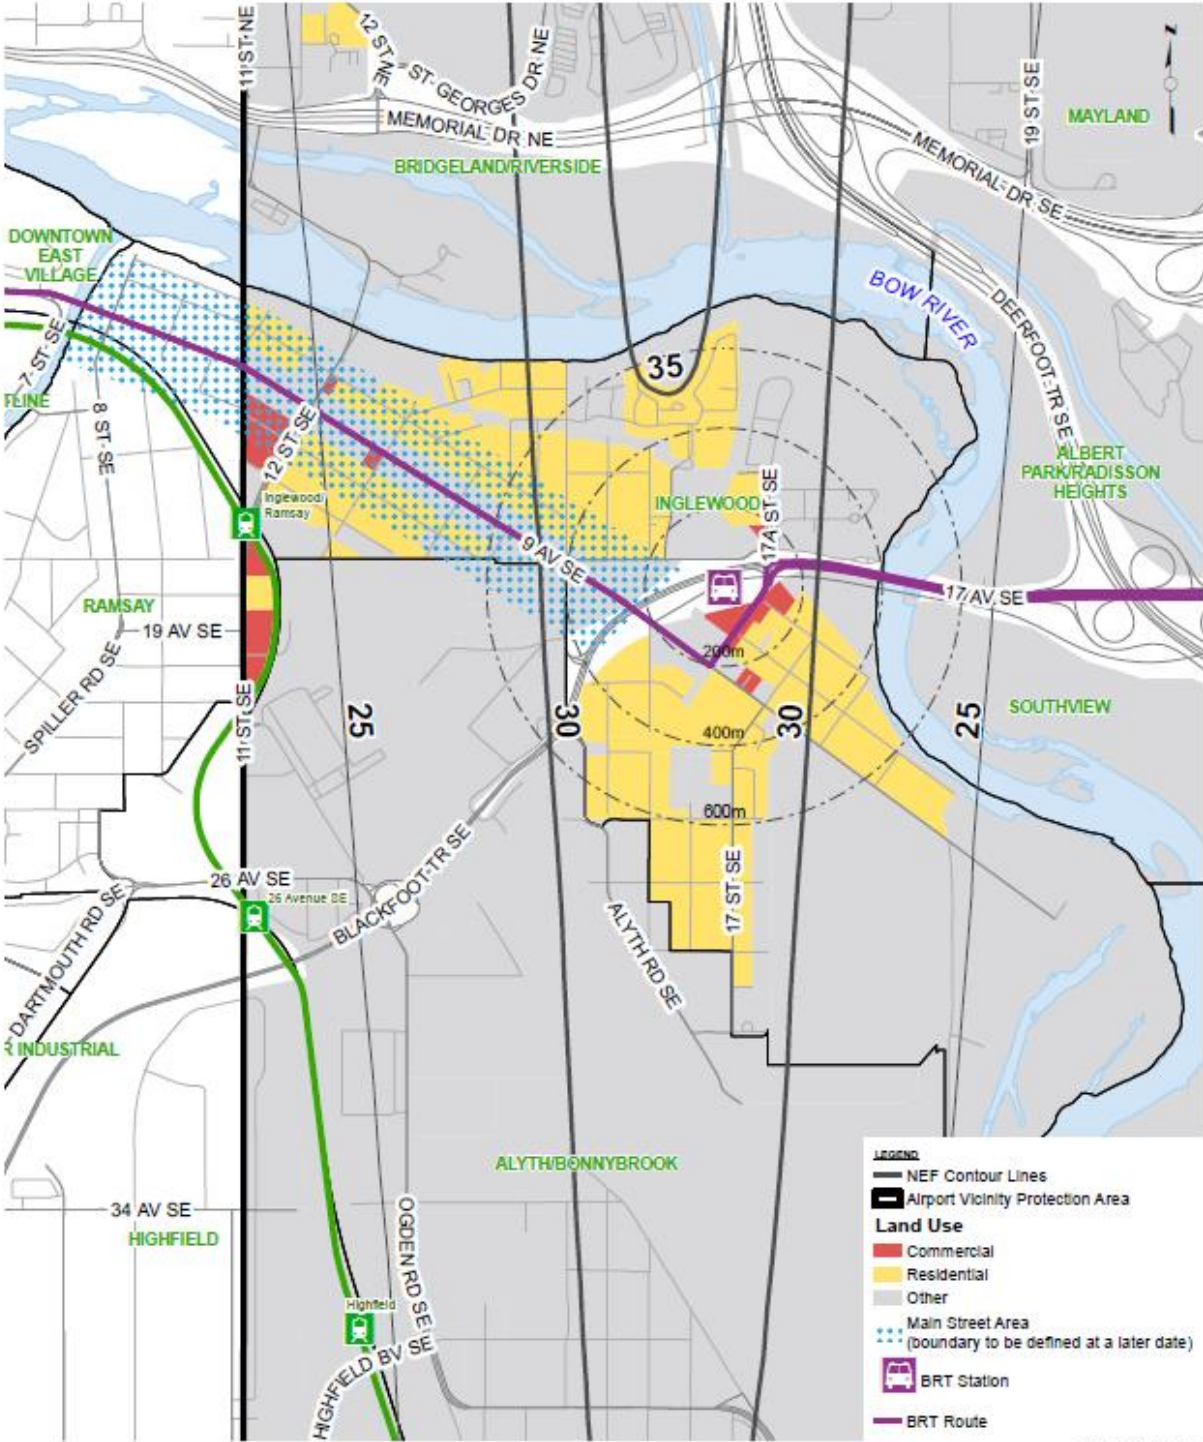 11 ST NE
12 ST NE
ST GEORGES DR NE
MEMORIAL DR NE
BRIDGELAND/RIVERSIDE
19 ST SE
MAYLAND
N
MEMORIAL DR SE
DOWNTOWN
EAST
VILLAGE
BOW RIVER
DEERFOOT TR SE
7 ST SE
TLINE
8 ST SE
12 ST SE
35
ALBERT
PARK/RADISSON
HEIGHTS
Inglewood/
Ramsay
INGLEWOOD
17A ST SE
9 AV SE
17 AV SE
RAMSAY
19 AV SE
SPILLER RD SE
11 ST SE
200m
25
30
400m
30
25
SOUTHVIEW
600m
26 AV SE
26 Avenue SE
BLACKFOOT TR SE
17 ST SE
ALYTH RD SE
DARTMOUTH RD SE
R INDUSTRIAL
ALYTH/BONNYBROOK
34 AV SE
HIGHFIELD
OGDEN RD SE
Highfield
HIGHFIELD BV SE
LEGEND
NEF Contour Lines
Airport Vicinity Protection Area
Land Use
Commercial
Residential
Other
Main Street Area
(boundary to be defined at a later date)
BRT Station
BRT Route